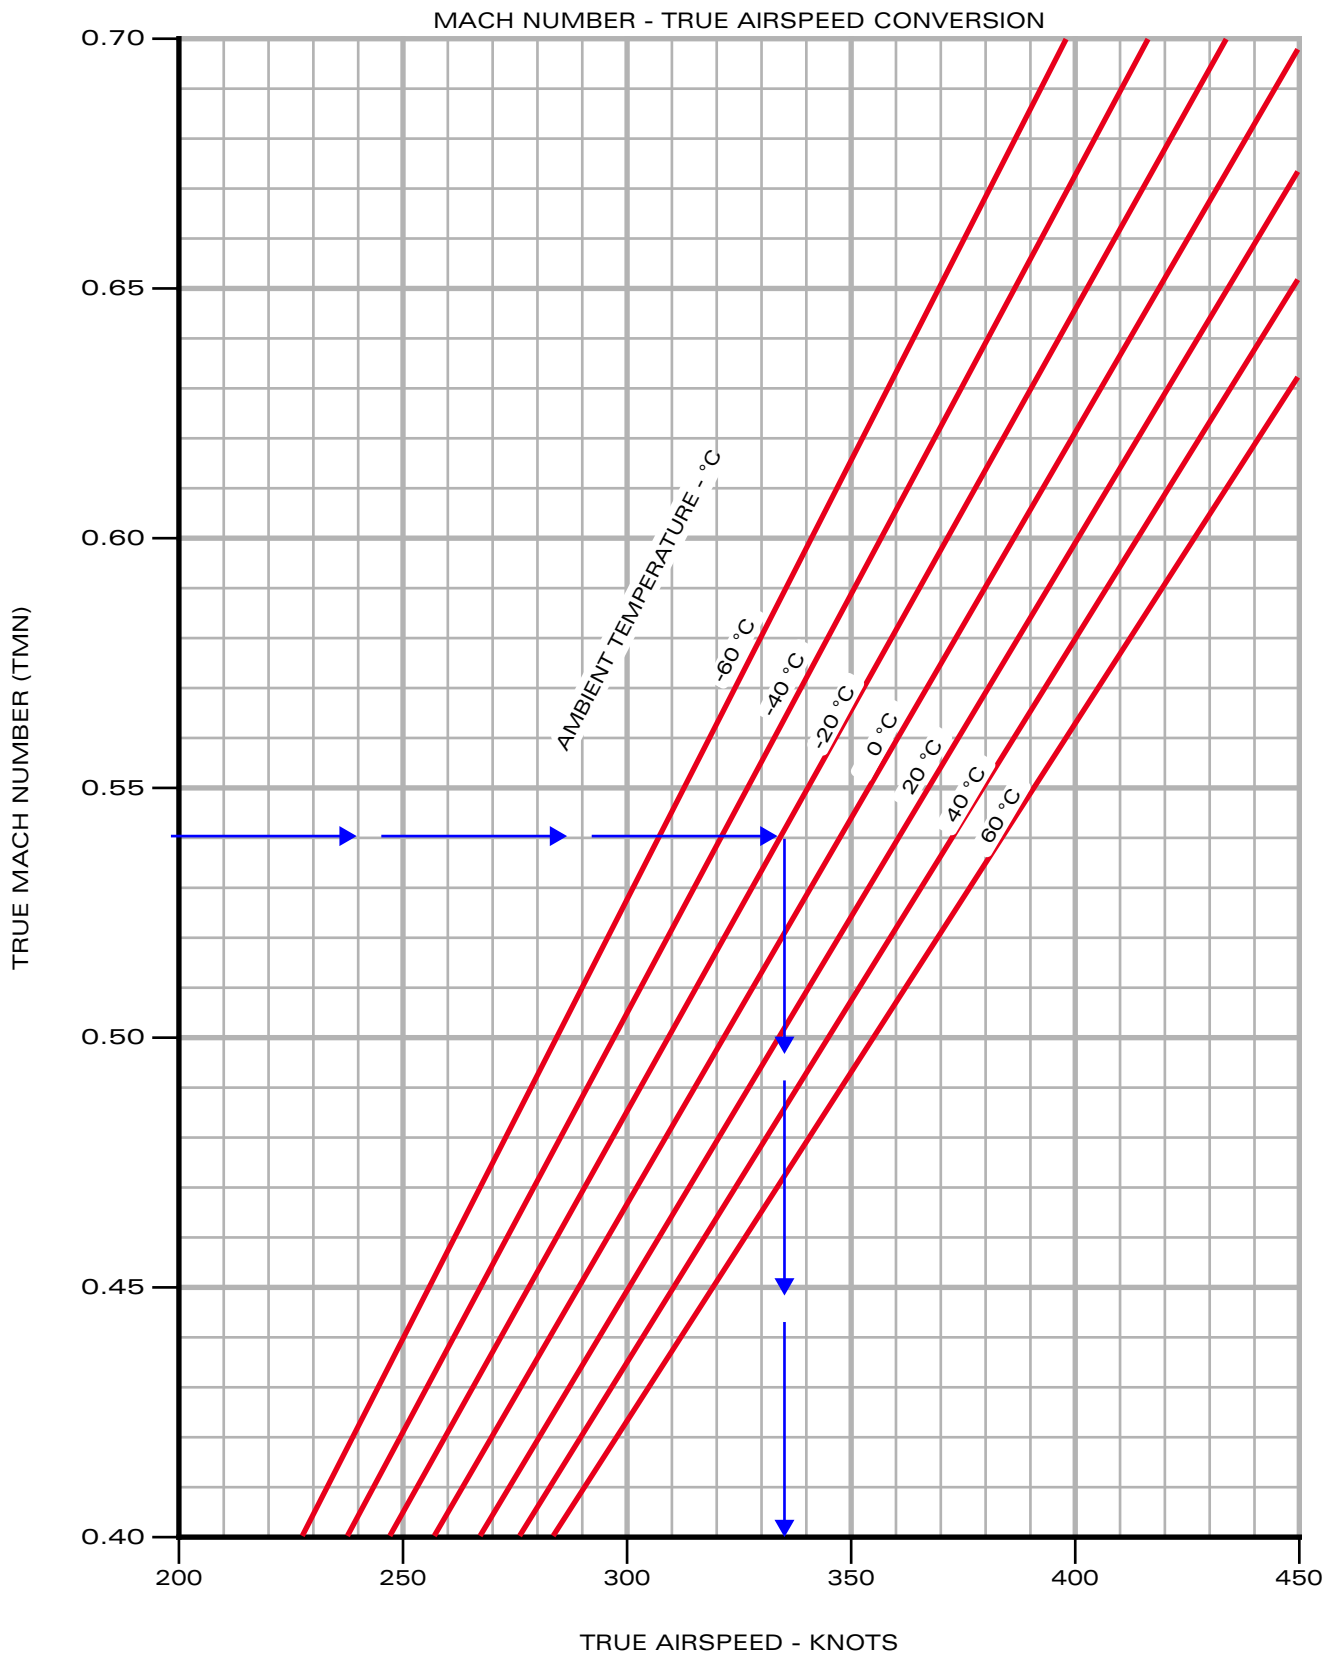 MACH NUMBER - TRUE AIRSPEED CONVERSION
0.70
0.65
0.60
0.55
0.50
0.45
0.40
TRUE MACH NUMBER (TMN)
AMBIENT TEMPERATURE - °C
-60 °C
-40 °C
-20 °C
0 °C
20 °C
40 °C
60 °C
200 250 300 350 400 450
TRUE AIRSPEED - KNOTS